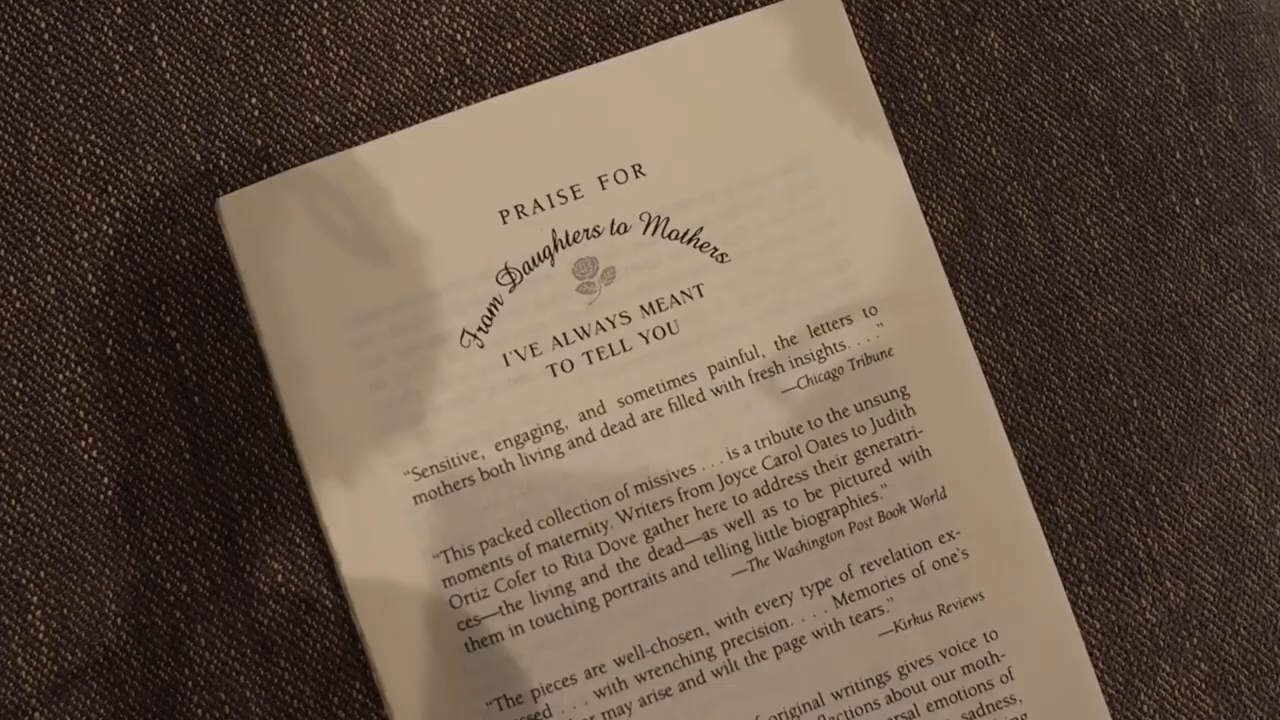 PRAISE FOR
From Daughters to Mothers
I'VE ALWAYS MEANT
TO TELL YOU
"Sensitive, engaging, and sometimes painful, the letters to
mothers both living and dead are filled with fresh insights. . . ."
—Chicago Tribune
"This packed collection of missives . . . is a tribute to the unsung
moments of maternity. Writers from Joyce Carol Oates to Judith
Ortiz Cofer to Rita Dove gather here to address their generatri-
ces—the living and the dead—as well as to be pictured with
them in touching portraits and telling little biographies."
—The Washington Post Book World
"The pieces are well-chosen, with every type of revelation ex-
. . . with wrenching precision. . . . Memories of one's
may arise and wilt the page with tears."
—Kirkus Reviews
original writings gives voice to
about our moth-
emotions of
sadness,